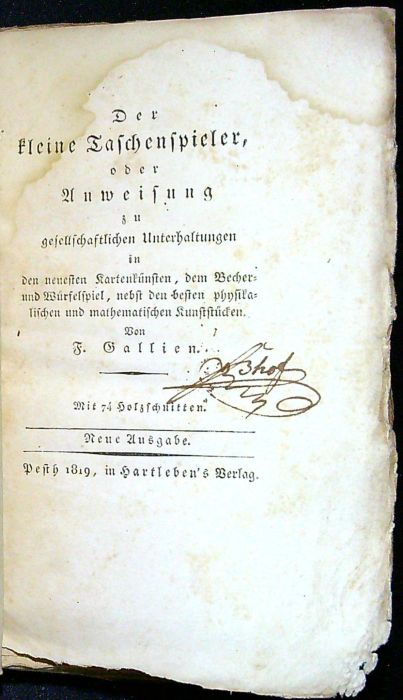 Der
kleine Taschenspieler,
oder
Anweisung
zu
gesellschaftlichen Unterhaltungen
in
den neuesten Kartenkünsten, dem Becher-
und Würfelspiel, nebst den besten physika-
lischen und mathematischen Kunststücken.
Von
F. Gallien.
Mit 74 Holzschnitten.
Neue Ausgabe.
Pesth 1819, in Hartleben's Verlag.